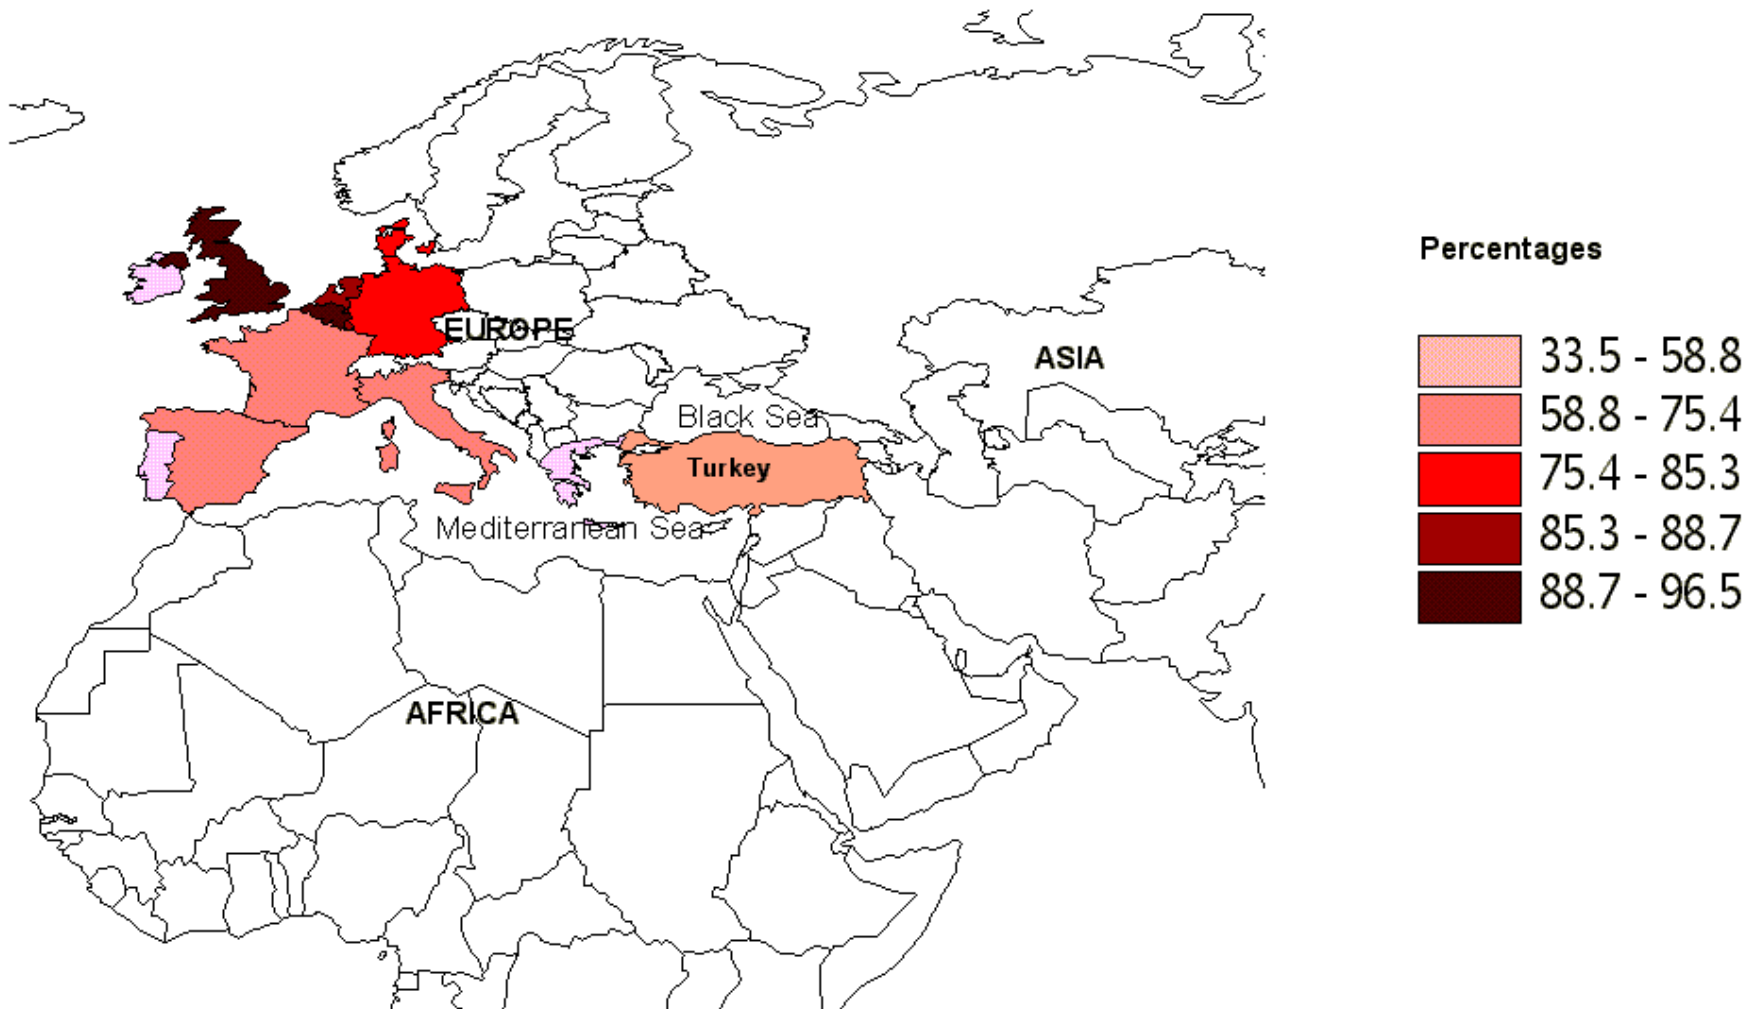 Percentages
EUROPE
ASIA
33.5 - 58.8
58.8 - 75.4
Black Sea
Turkey
75.4 - 85.3
Mediterranean Sea
85.3 - 88.7
88.7 - 96.5
AFRICA